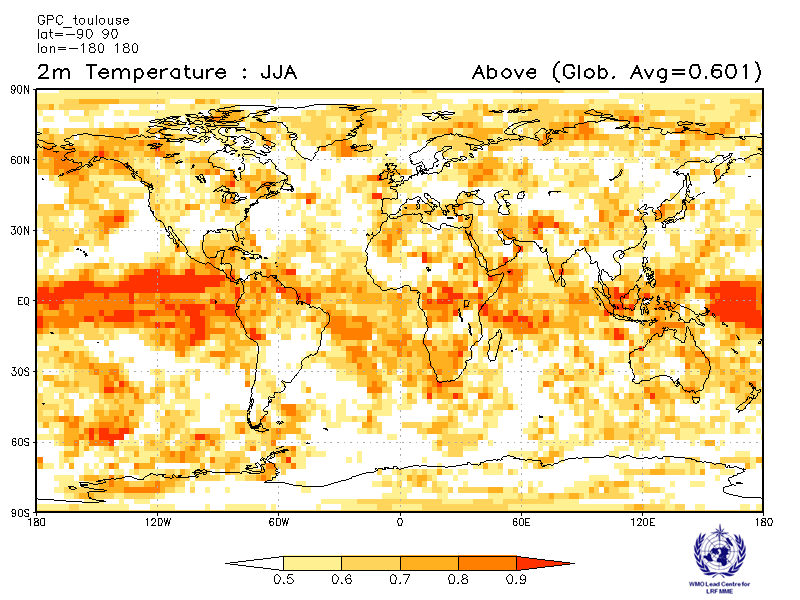 GPC_toulouse
lat=-90 90
lon=-180 180
2m Temperature : JJA Above (Glob. Avg=0.601)
90N
60N
30N
EQ
30S
60S
90S
180 120W 60W 0 60E 120E 180
0.5 0.6 0.7 0.8 0.9
WMO Lead Centre for
LRF MME